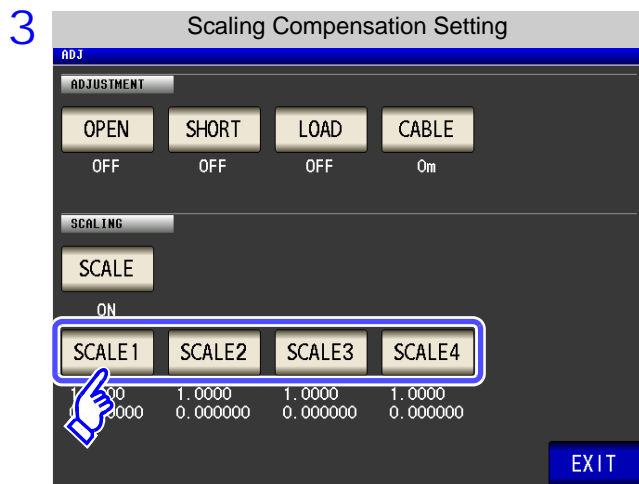 3
Scaling Compensation Setting
ADJ
ADJUSTMENT
OPEN SHORT LOAD CABLE
OFF OFF OFF 0m
SCALING
SCALE
ON
SCALE1 SCALE2 SCALE3 SCALE4
1.0000 1.0000 1.0000
0.000000 0.000000 0.000000
EXIT